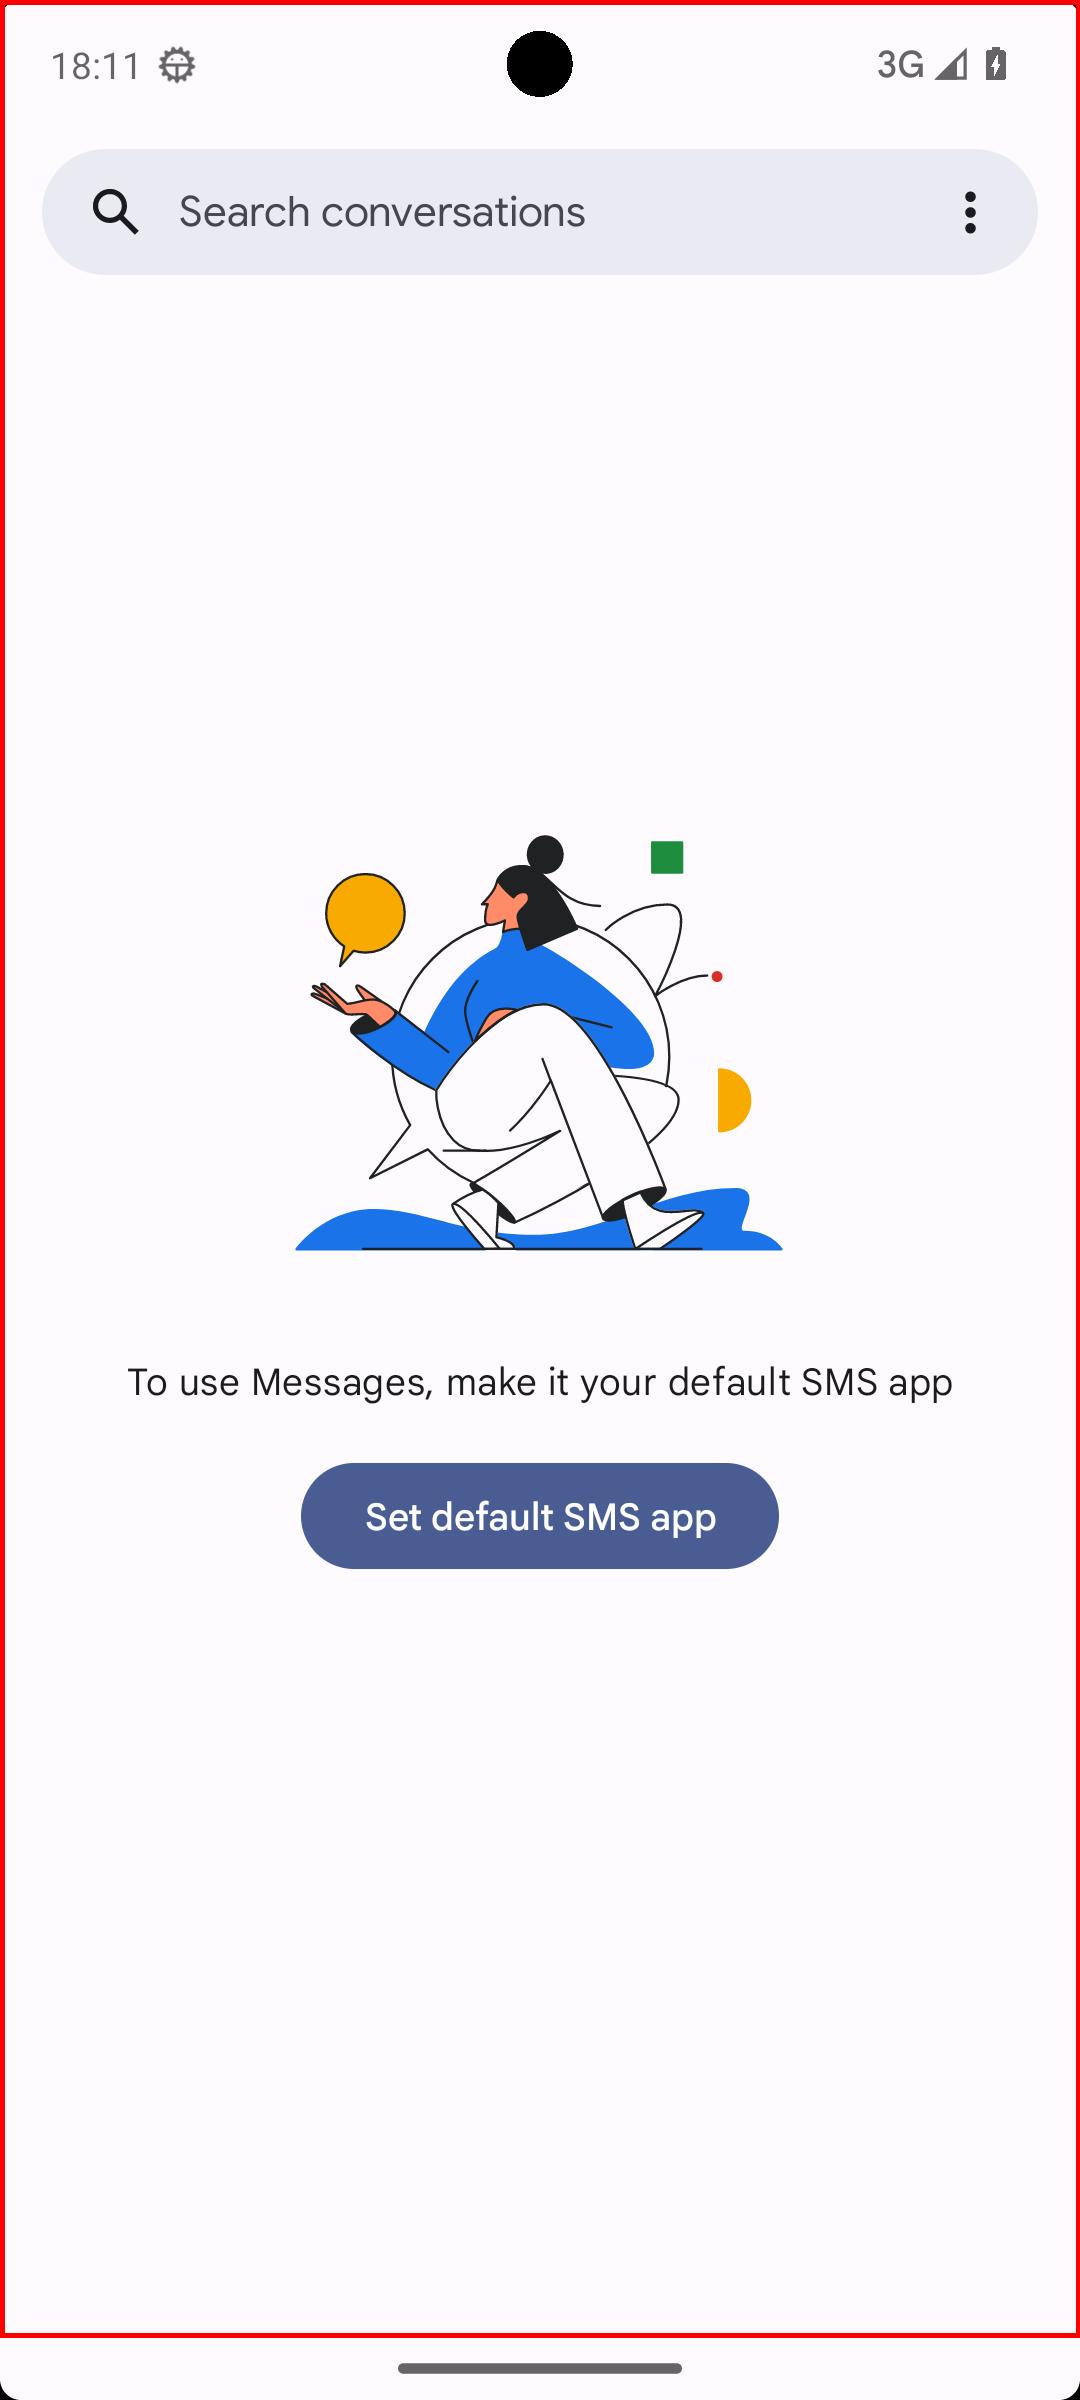 18:11
3G
Search conversations
To use Messages, make it your default SMS app
Set default SMS app